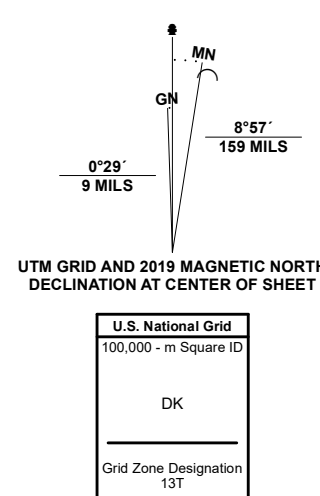 MN
GN
8°57´
159 MILS
0°29´
9 MILS
UTM GRID AND 2019 MAGNETIC NORTH
DECLINATION AT CENTER OF SHEET
U.S. National Grid
100,000 - m Square ID
DK
Grid Zone Designation
13T